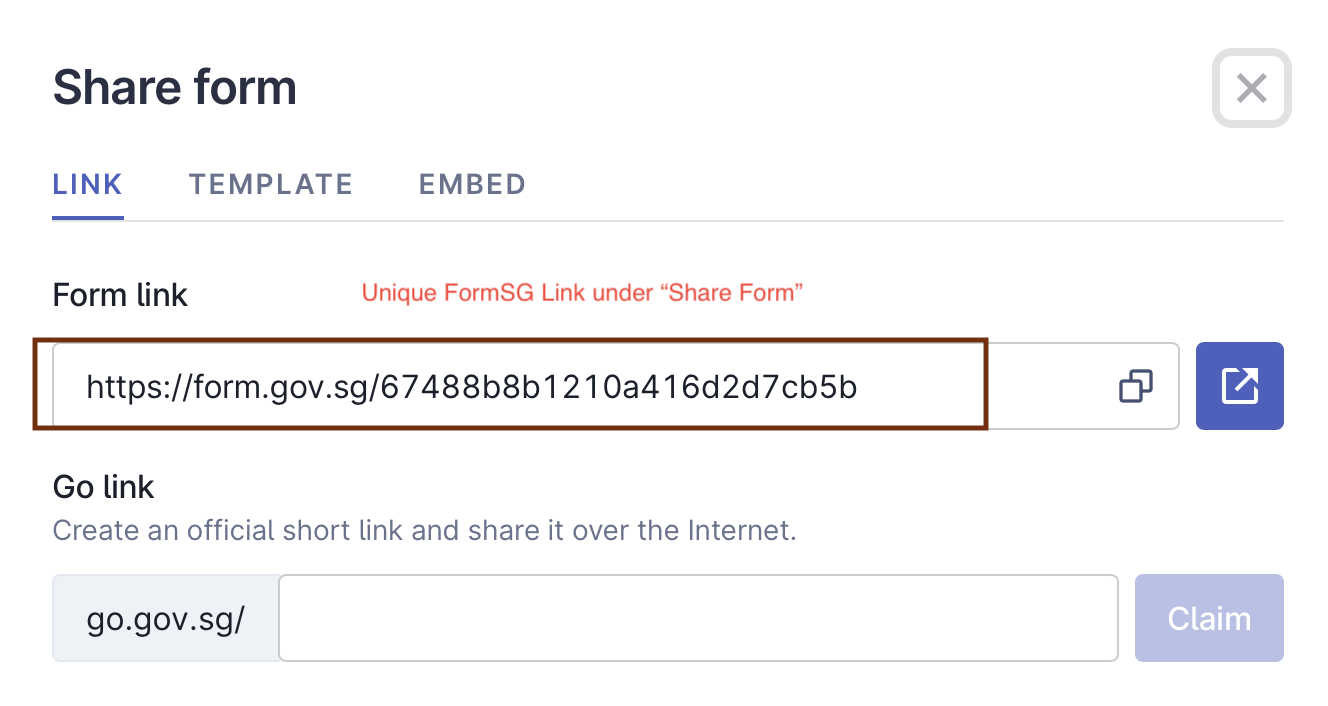 Share form
LINK TEMPLATE EMBED
Form link
Unique FormSG Link under “Share Form”
https://form.gov.sg/67488b8b1210a416d2d7cb5b
Go link
Create an official short link and share it over the Internet.
go.gov.sg/
Claim